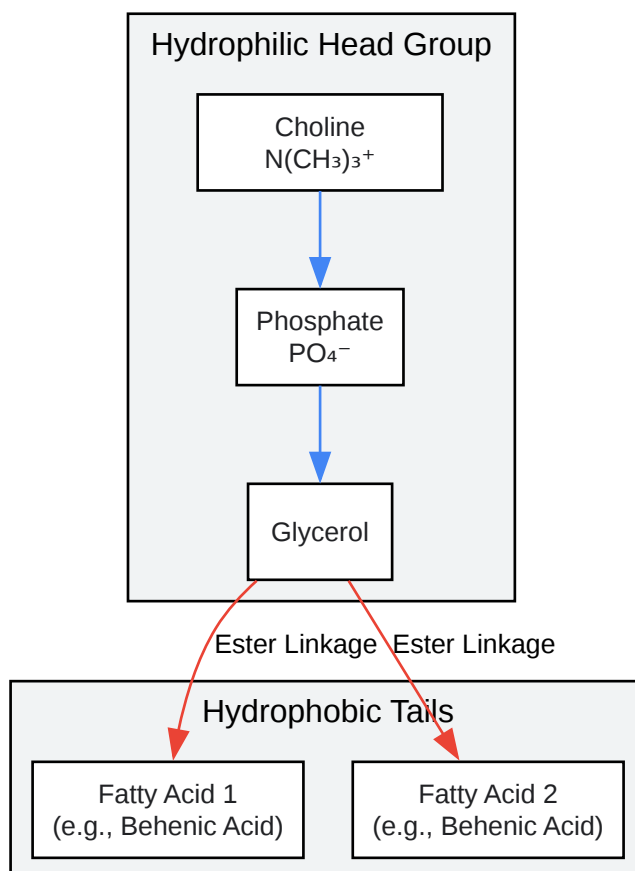 Hydrophilic Head Group
Choline
N(CH₃)₃⁺
Phosphate
PO₄⁻
Glycerol
Ester Linkage
Ester Linkage
Hydrophobic Tails
Fatty Acid 1
(e.g., Behenic Acid)
Fatty Acid 2
(e.g., Behenic Acid)